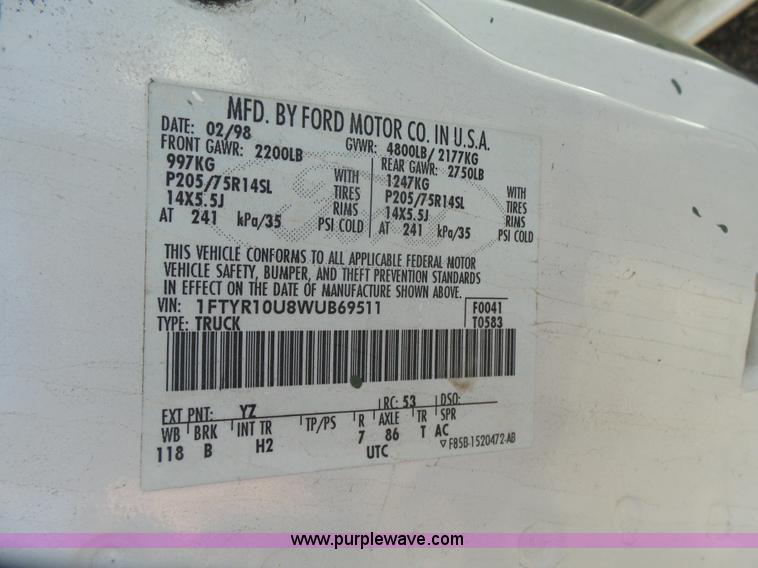 MFD. BY FORD MOTOR CO. IN U.S.A.
DATE: 02/98 GVWR: 4800LB/ 2177KG
FRONT GAWR: 2200LB REAR GAWR: 2750LB
997KG WITH 1247KG WITH
P205/75R14SL TIRES P205/75R14SL TIRES
14X5.5J RIMS 14X5.5J RIMS
AT 241 kPa/35 PSI COLD AT 241 kPa/35 PSI COLD
THIS VEHICLE CONFORMS TO ALL APPLICABLE FEDERAL MOTOR
VEHICLE SAFETY, BUMPER, AND THEFT PREVENTION STANDARDS
IN EFFECT ON THE DATE OF MANUFACTURE SHOWN ABOVE.
VIN: 1FTYR10U8WUB69511 F0041
TYPE: TRUCK T0583
EXT PNT: YZ RC: 53 DSO:
WB BRK INT TR TP/PS R AXLE TR SPR
118 B H2 7 86 T AC
UTC ▽F85B-1520472-AB
www.purplewave.com